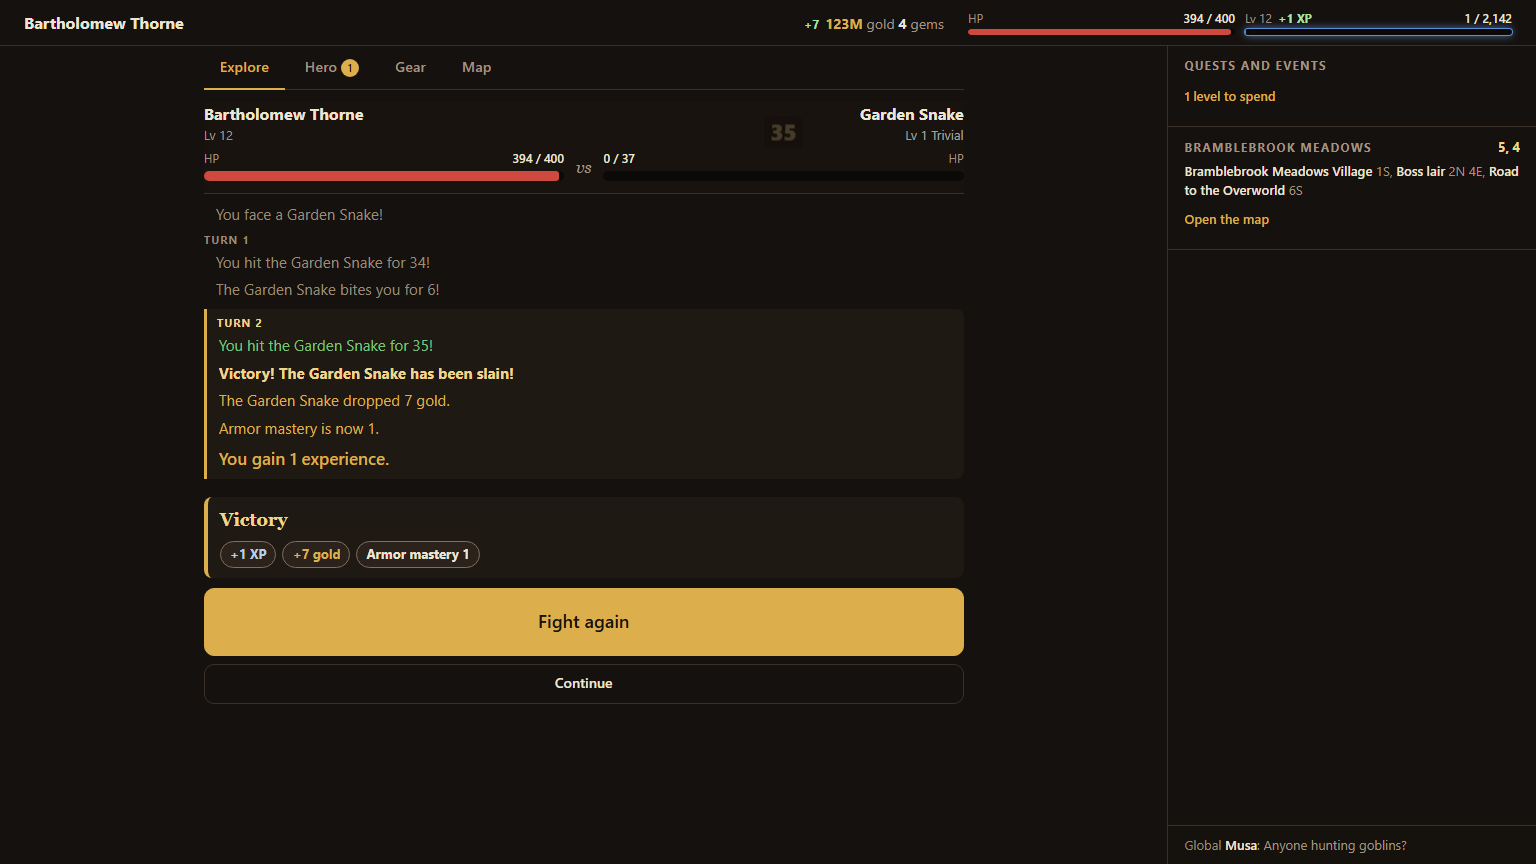 Bartholomew Thorne
+7 123M gold 4 gems
HP 394 / 400
Lv 12 +1 XP 1 / 2,142
Explore Hero 1 Gear Map
Bartholomew Thorne
Lv 12
HP 394 / 400
vs
35
Garden Snake
Lv 1 Trivial
0 / 37 HP
You face a Garden Snake!
TURN 1
You hit the Garden Snake for 34!
The Garden Snake bites you for 6!
TURN 2
You hit the Garden Snake for 35!
Victory! The Garden Snake has been slain!
The Garden Snake dropped 7 gold.
Armor mastery is now 1.
You gain 1 experience.
Victory
+1 XP +7 gold Armor mastery 1
Fight again
Continue
QUESTS AND EVENTS
1 level to spend
BRAMBLEBROOK MEADOWS 5, 4
Bramblebrook Meadows Village 1S, Boss lair 2N 4E, Road
to the Overworld 6S
Open the map
Global Musa: Anyone hunting goblins?